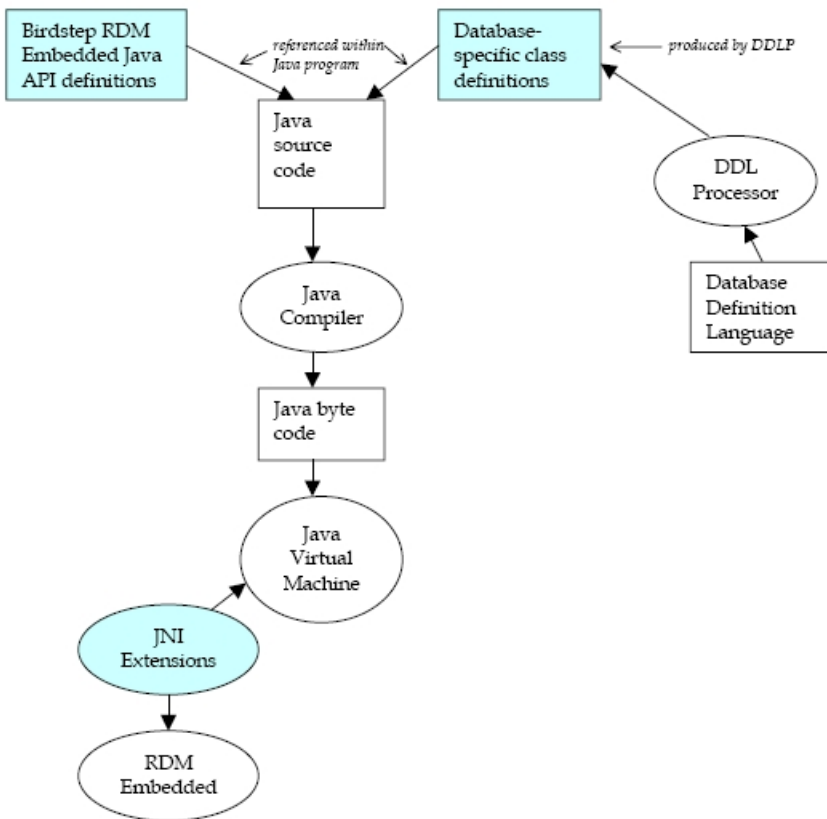 Birdstep RDM
Embedded Java
API definitions
referenced within
Java program
Database-
specific class
definitions
produced by DDLP
Java
source
code
DDL
Processor
Java
Compiler
Database
Definition
Language
Java byte
code
Java
Virtual
Machine
JNI
Extensions
RDM
Embedded